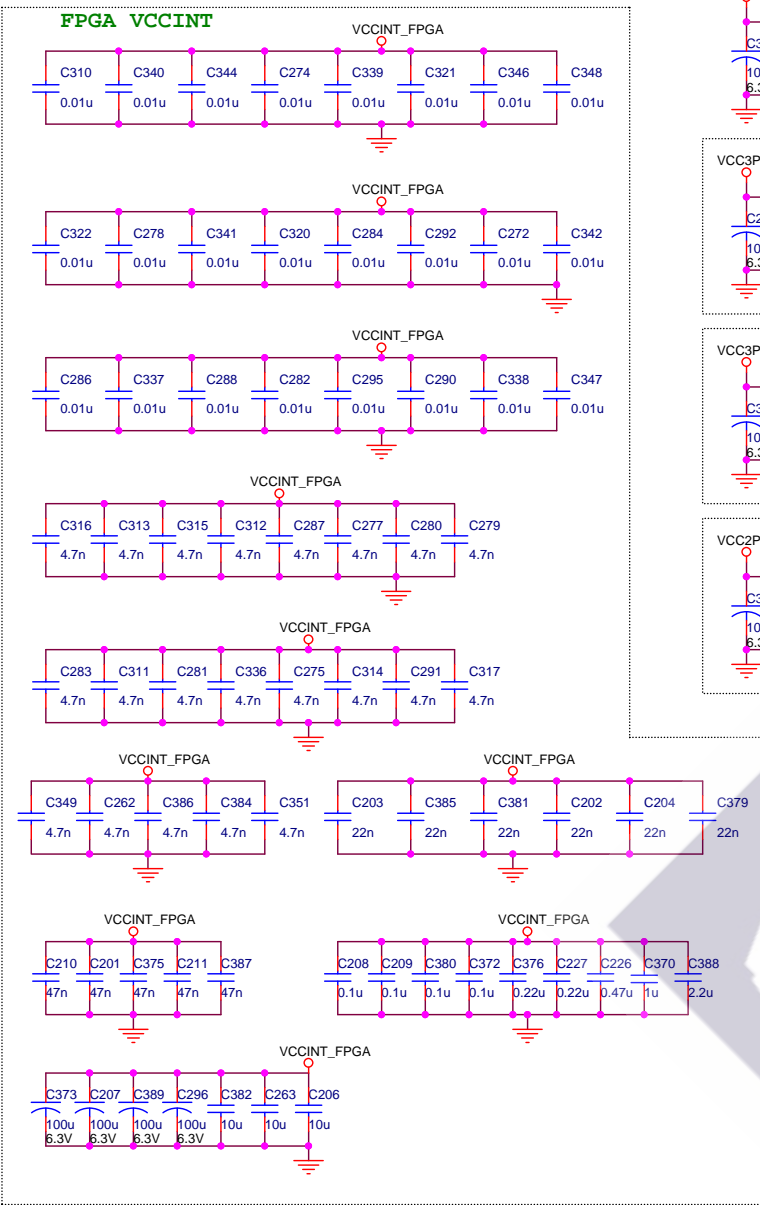 FPGA VCCINT
VCCINT_FPGA
C310 C340 C344 C274 C339 C321 C346 C348
0.01u 0.01u 0.01u 0.01u 0.01u 0.01u 0.01u 0.01u
VCCINT_FPGA
C322 C278 C341 C320 C284 C292 C272 C342
0.01u 0.01u 0.01u 0.01u 0.01u 0.01u 0.01u 0.01u
VCCINT_FPGA
C286 C337 C288 C282 C295 C290 C338 C347
0.01u 0.01u 0.01u 0.01u 0.01u 0.01u 0.01u 0.01u
VCCINT_FPGA
C316 C313 C315 C312 C287 C277 C280 C279
4.7n 4.7n 4.7n 4.7n 4.7n 4.7n 4.7n 4.7n
VCCINT_FPGA
C283 C311 C281 C336 C275 C314 C291 C317
4.7n 4.7n 4.7n 4.7n 4.7n 4.7n 4.7n 4.7n
VCCINT_FPGA
C349 C262 C386 C384 C351
4.7n 4.7n 4.7n 4.7n 4.7n
VCCINT_FPGA
C203 C385 C381 C202 C204 C379
22n 22n 22n 22n 22n 22n
VCCINT_FPGA
C210 C201 C375 C211 C387
47n 47n 47n 47n 47n
VCCINT_FPGA
C208 C209 C380 C372 C376 C227 C226 C370 C388
0.1u 0.1u 0.1u 0.1u 0.22u 0.22u 0.47u 1u 2.2u
VCCINT_FPGA
C373 C207 C389 C296 C382 C263 C206
100u 100u 100u 100u 10u 10u 10u
6.3V 6.3V 6.3V 6.3V
VCC3P
VCC3P
VCC2P